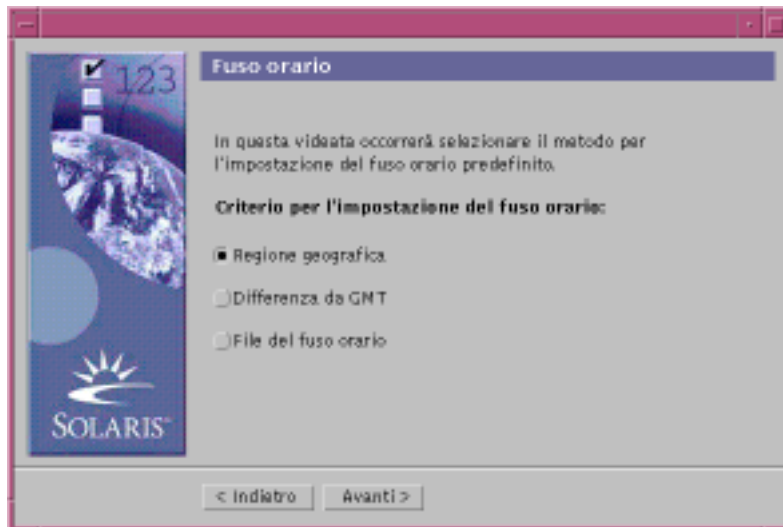 123
Fuso orario
In questa videata occorrerà selezionare il metodo per
l'impostazione del fuso orario predefinito.
Criterio per l'impostazione del fuso orario:
Regione geografica
Differenza da GMT
File del fuso orario
SOLARIS™
< Indietro
Avanti >